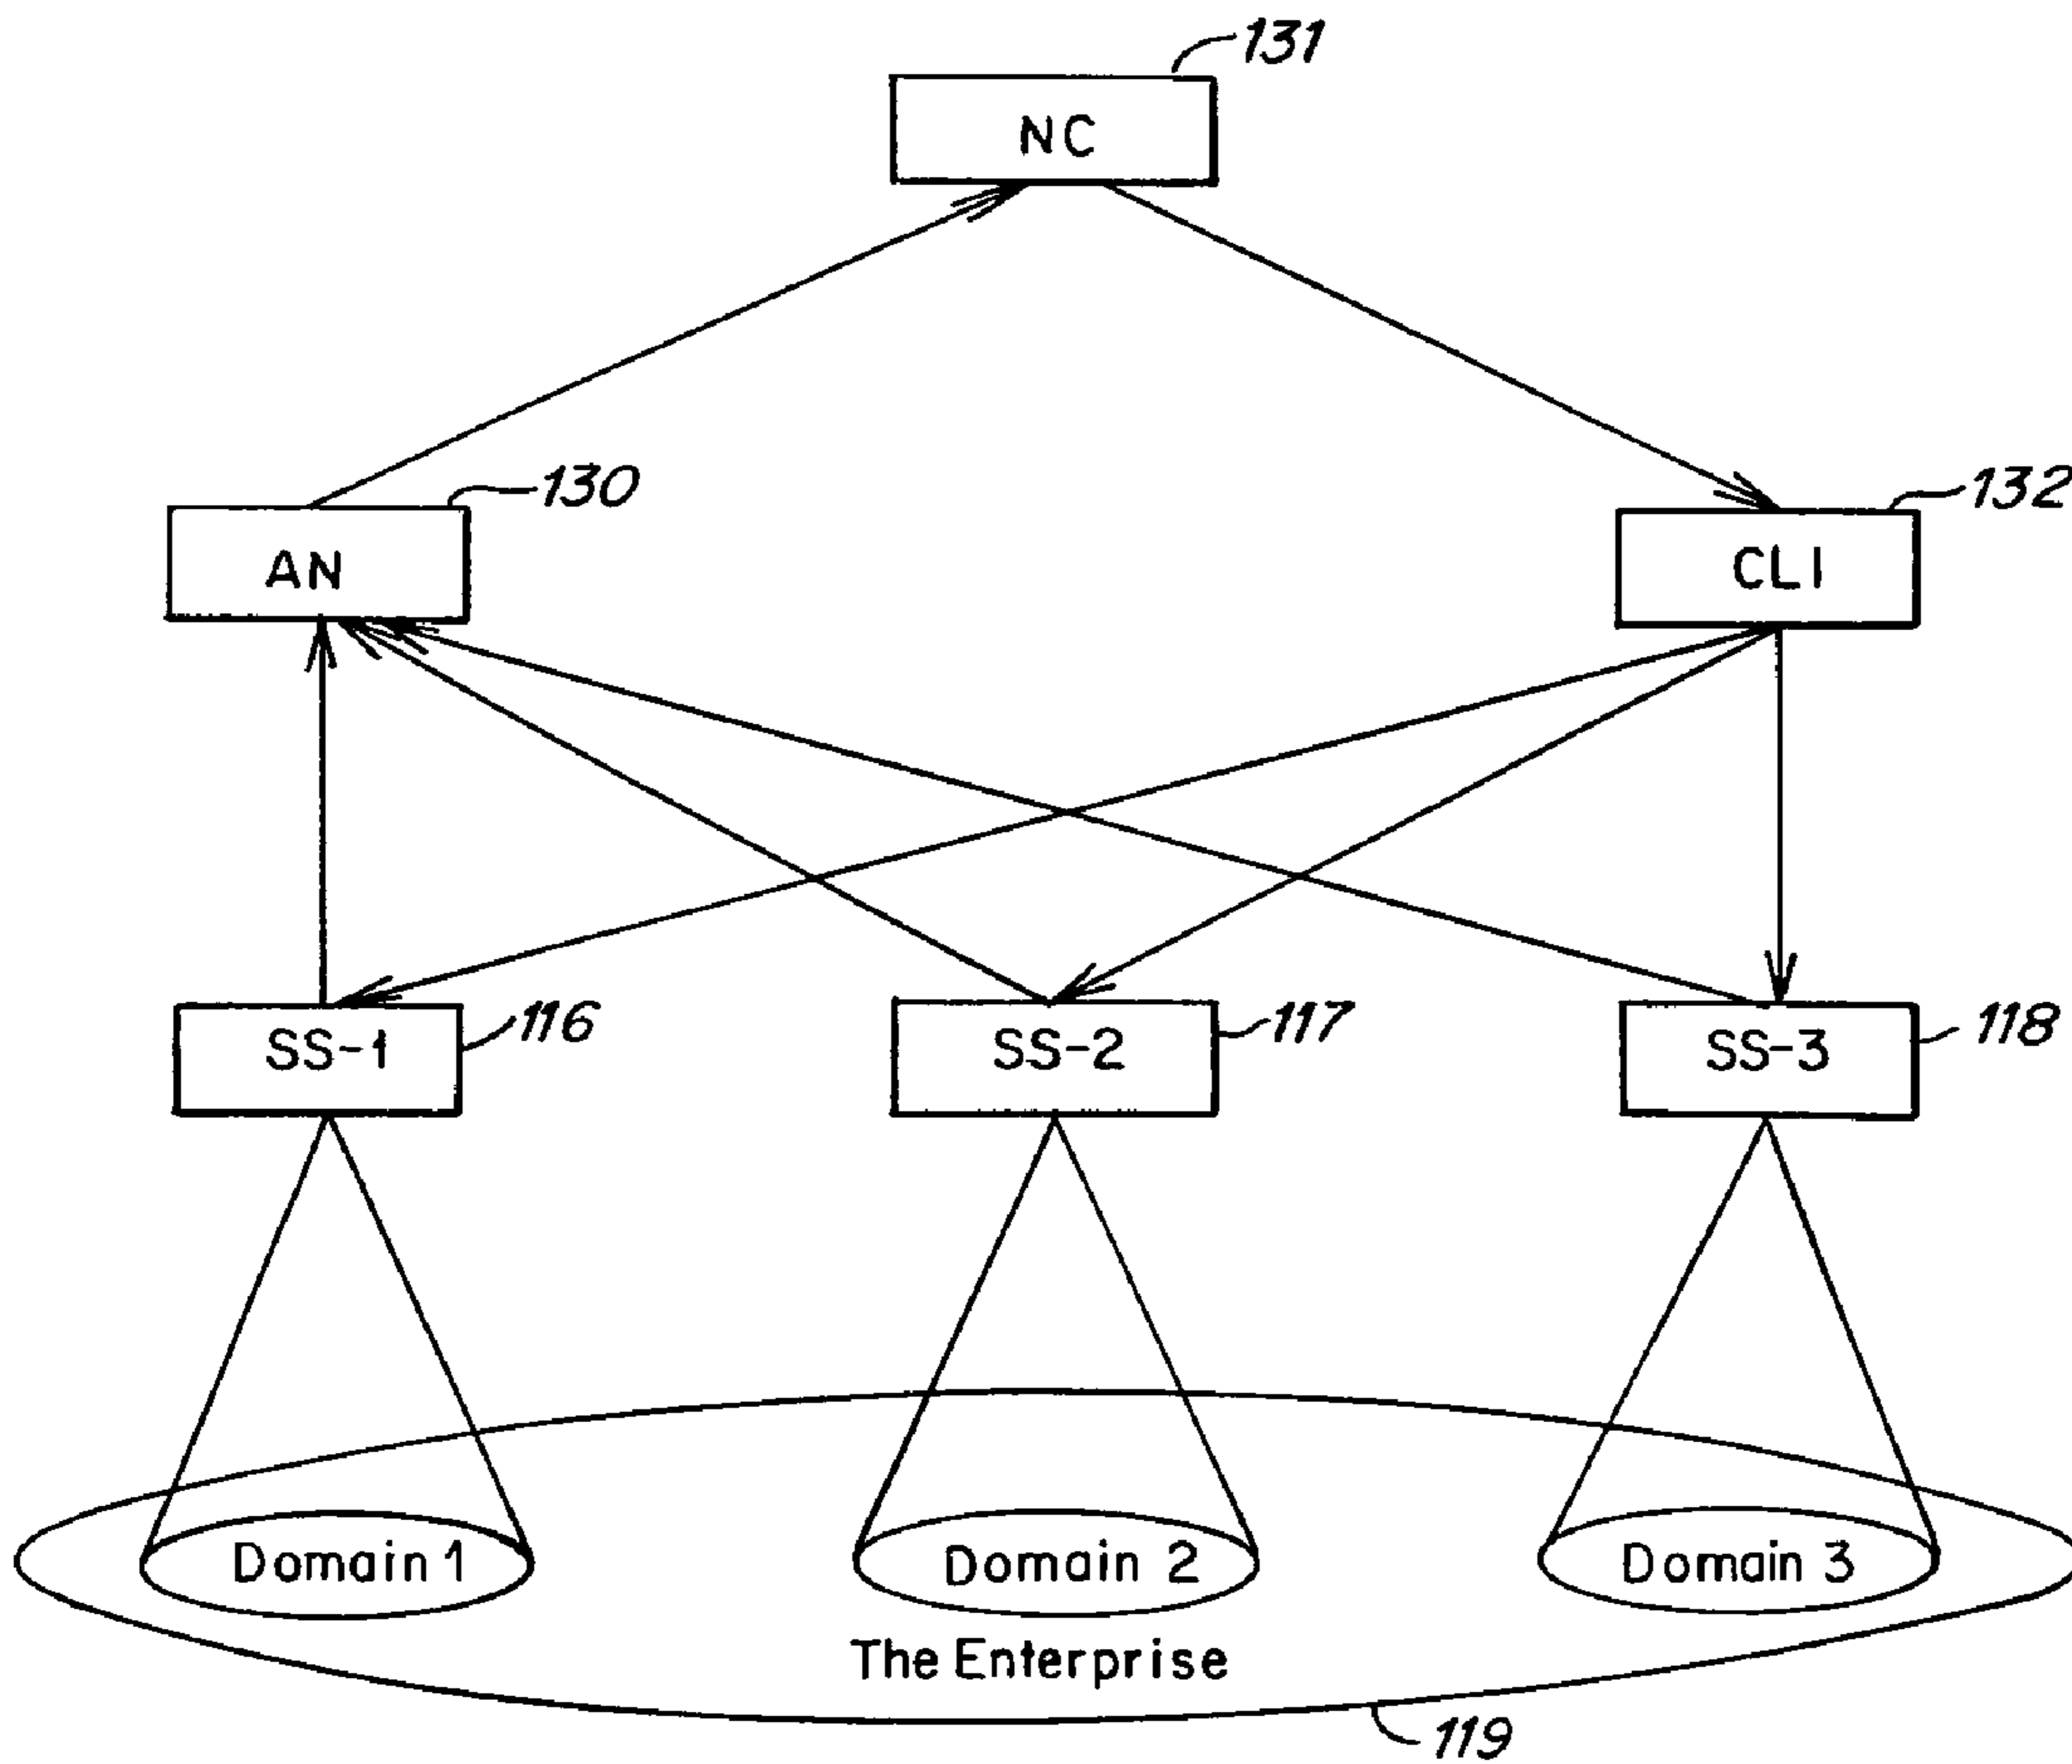 131
NC
130
132
AN
CLI
116
117
118
SS-1
SS-2
SS-3
Domain 1
Domain 2
Domain 3
The Enterprise
119